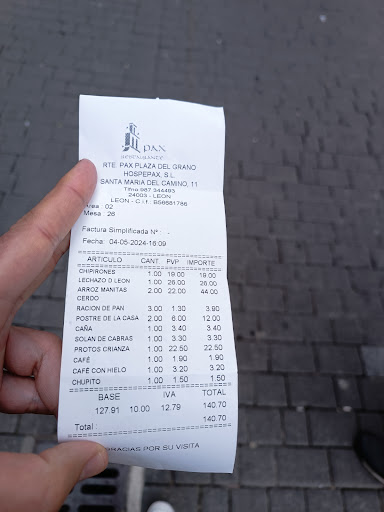 PAX
RESTAURANTE
RTE. PAX PLAZA DEL GRANO
HOSPEPAX, S.L
SANTA MARIA DEL CAMINO, 11
Tfno 987 344493
24003 - LEON
LEON - C.i.f.: B56681786
Area : 02
Mesa : 26
Factura Simplificada Nº : -
Fecha: 04-05-2024-16:09
ARTICULO CANT. PVP IMPORTE
CHIPIRONES 1.00 19.00 19.00
LECHAZO D LEON 1.00 26.00 26.00
ARROZ MANITAS CERDO 2.00 22.00 44.00
RACION DE PAN 3.00 1.30 3.90
POSTRE DE LA CASA 2.00 6.00 12.00
CAÑA 1.00 3.40 3.40
SOLAN DE CABRAS 1.00 3.30 3.30
PROTOS CRIANZA 1.00 22.50 22.50
CAFÉ 1.00 1.90 1.90
CAFÉ CON HIELO 1.00 3.20 3.20
CHUPITO 1.00 1.50 1.50
BASE IVA TOTAL
127.91 10.00 12.79 140.70
Total : 140.70
GRACIAS POR SU VISITA